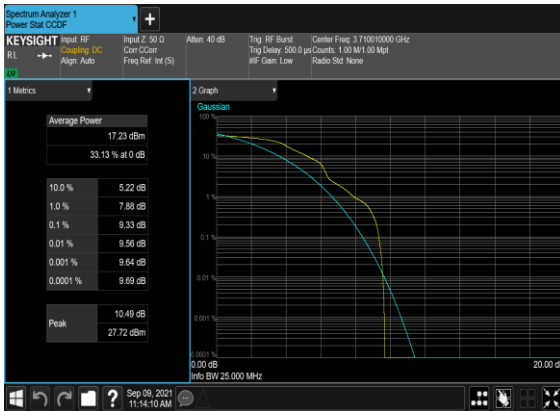 Spectrum Analyzer 1
Power Stat CCDF
KEYSIGHT
RL
LM
Input: RF
Coupling: DC
Align: Auto
Input Z: 50 Ω
Corr CCorr
Freq Ref: Int (S)
Atten: 40 dB
Trig: RF Burst
Trig Delay: 500.0 µs
#IF Gain: Low
Center Freq: 3.710010000 GHz
Counts: 1.00 M/1.00 Mpt
Radio Std: None
1 Metrics
Average Power
17.23 dBm
33.13 % at 0 dB
10.0 % 5.22 dB
1.0 % 7.88 dB
0.1 % 9.33 dB
0.01 % 9.56 dB
0.001 % 9.64 dB
0.0001 % 9.69 dB
Peak
10.49 dB
27.72 dBm
2 Graph
Gaussian
100 %
10 %
1 %
0.1 %
0.01 %
0.001 %
0.0001 %
0.00 dB
20.00 d
Info BW 25.000 MHz
Sep 09, 2021
11:14:10 AM